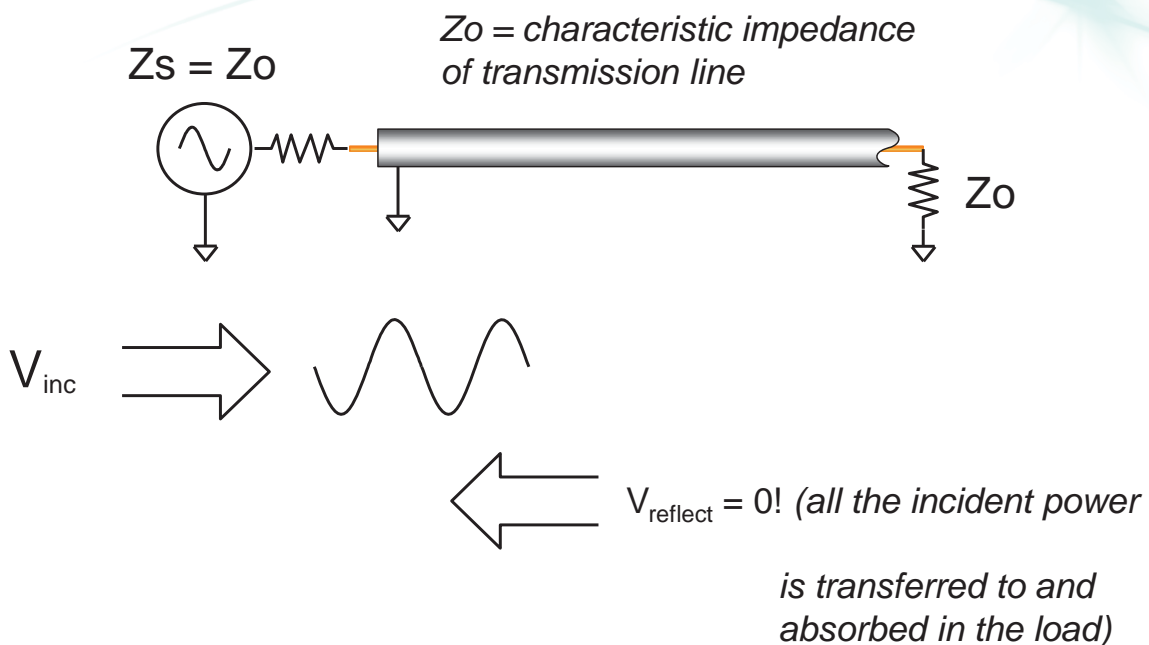 Zo = characteristic impedance
of transmission line
Zs = Zo
Zo
Vinc
Vreflect = 0! (all the incident power
is transferred to and
absorbed in the load)